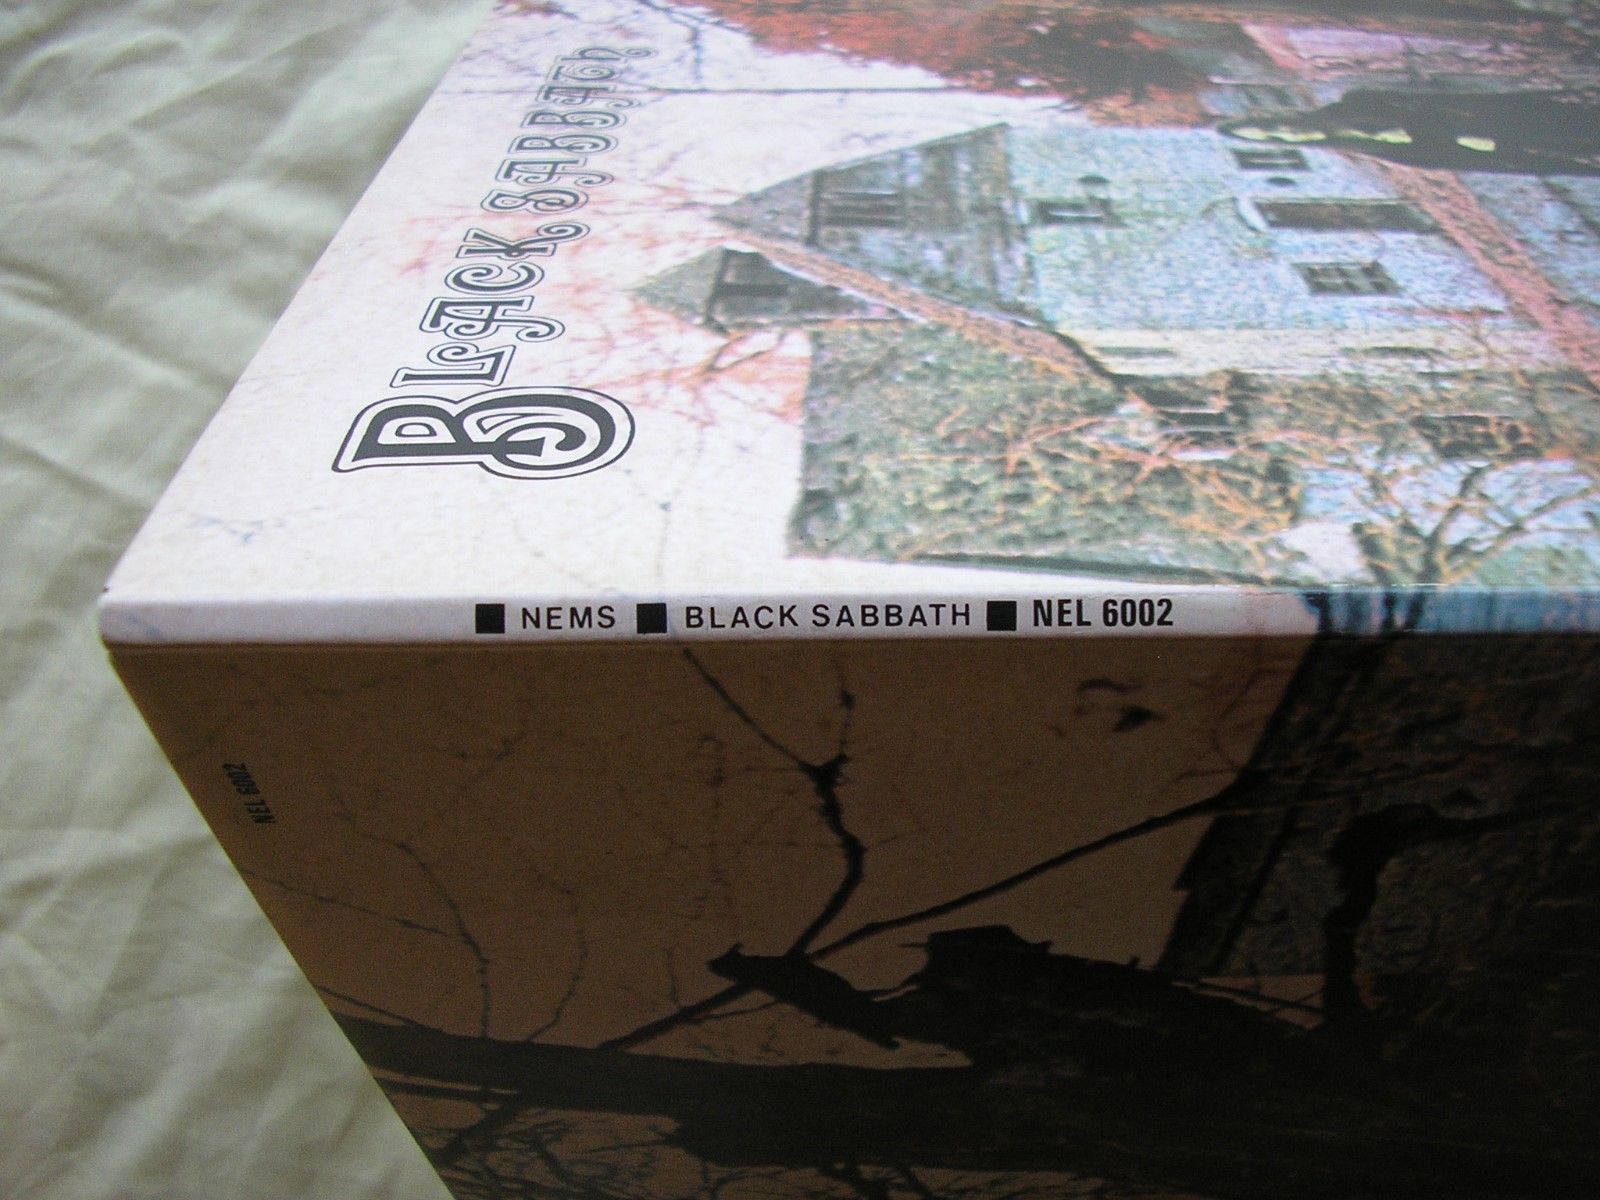 BLACK SABBATH
■ NEMS ■ BLACK SABBATH ■ NEL 6002
NEL 6002